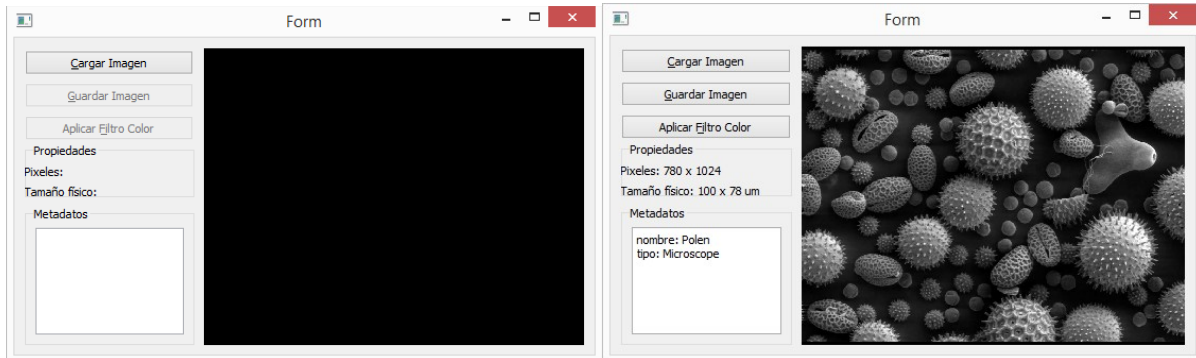 Form
Cargar Imagen
Guardar Imagen
Aplicar Filtro Color
Propiedades
Pixeles:
Tamaño físico:
Metadatos
Form
Cargar Imagen
Guardar Imagen
Aplicar Filtro Color
Propiedades
Pixeles: 780 x 1024
Tamaño físico: 100 x 78 um
Metadatos
nombre: Polen
tipo: Microscope